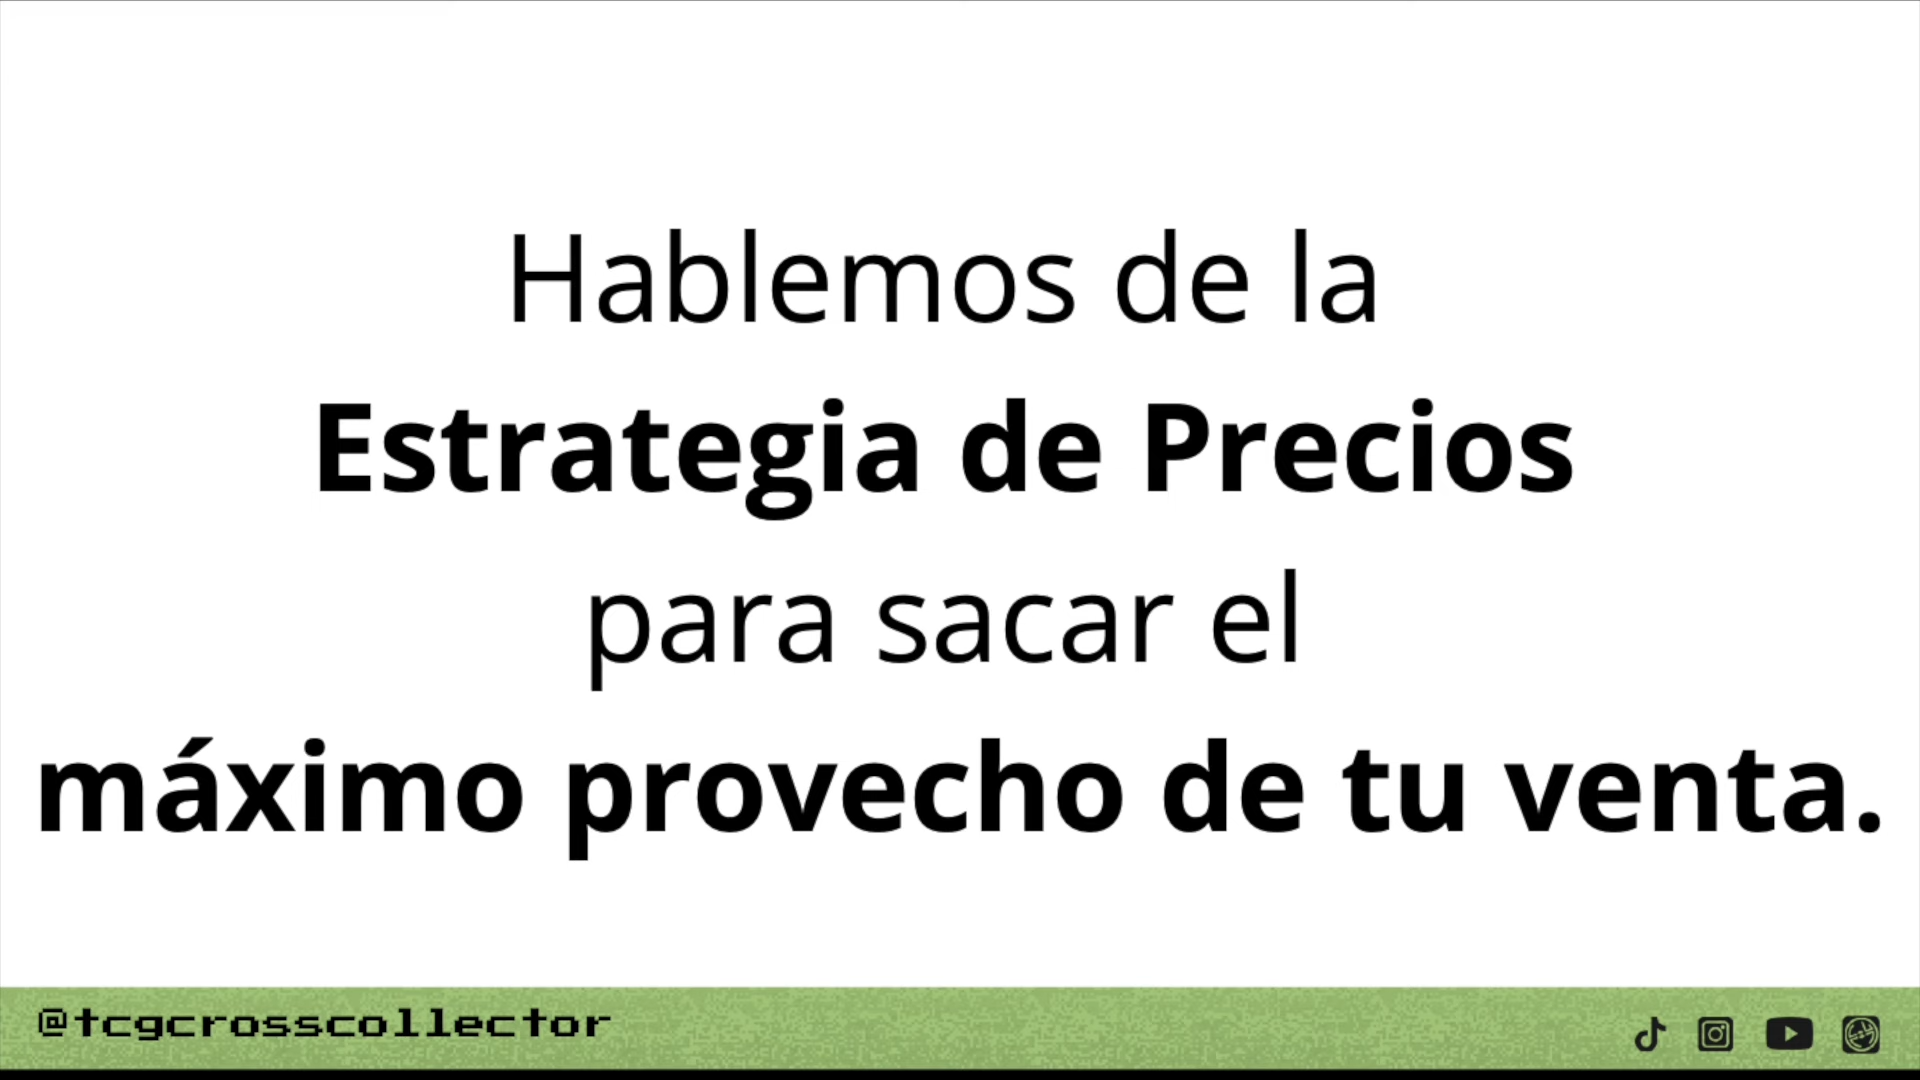 Hablemos de la
Estrategia de Precios
para sacar el
máximo provecho de tu venta.
@tcgcrosscollector